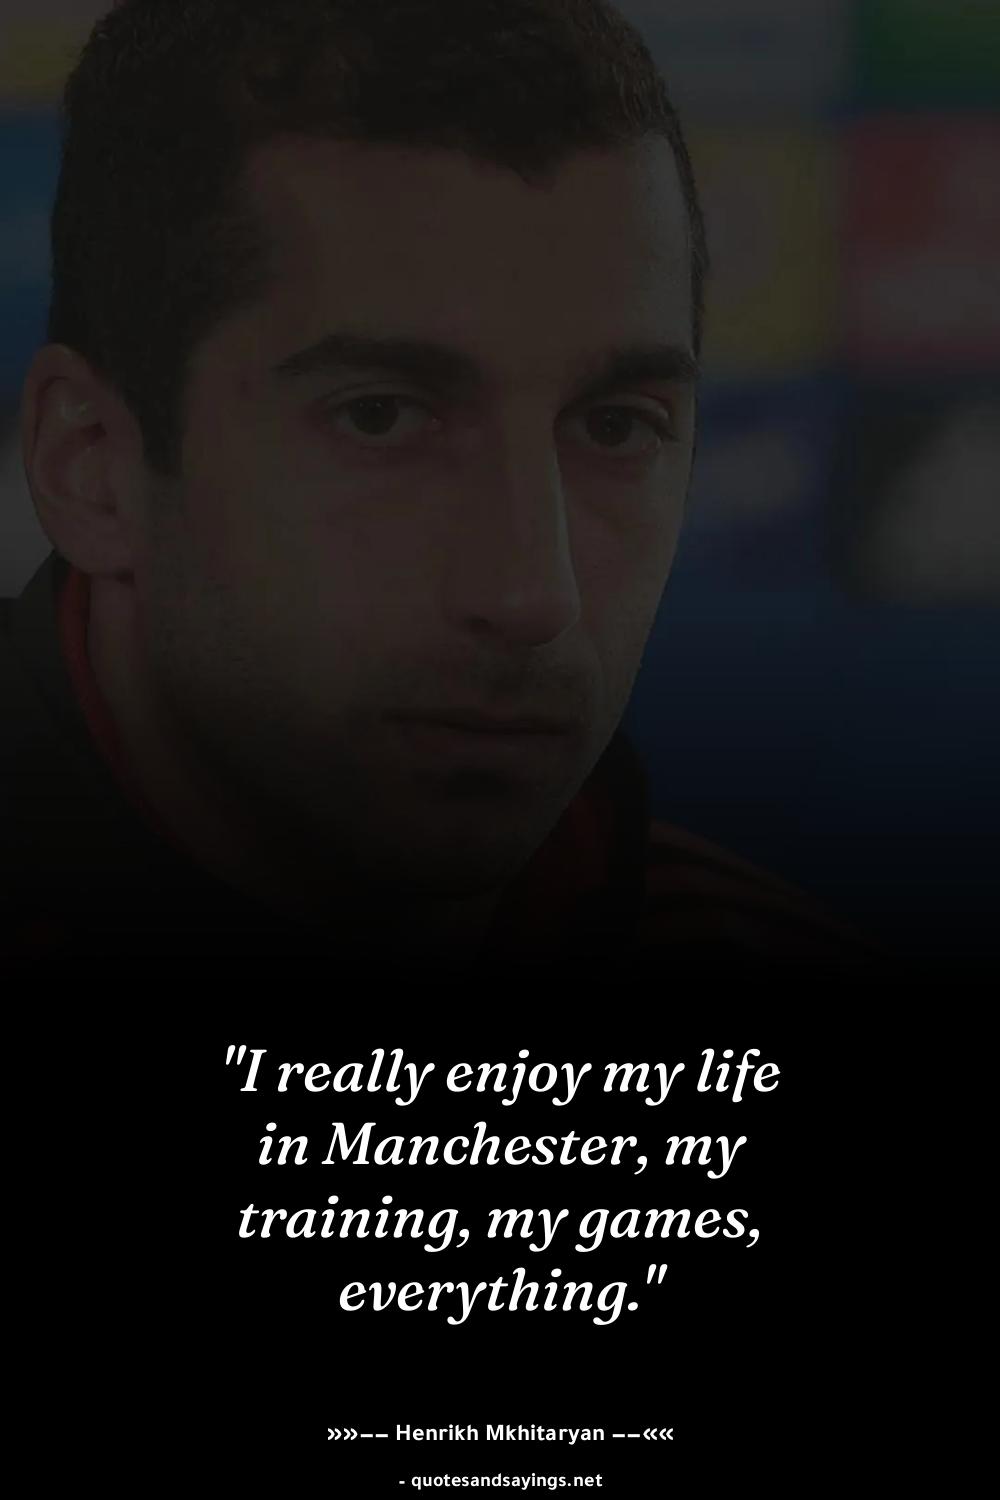 "I really enjoy my life
in Manchester, my
training, my games,
everything."
»»−− Henrikh Mkhitaryan −−««
- quotesandsayings.net